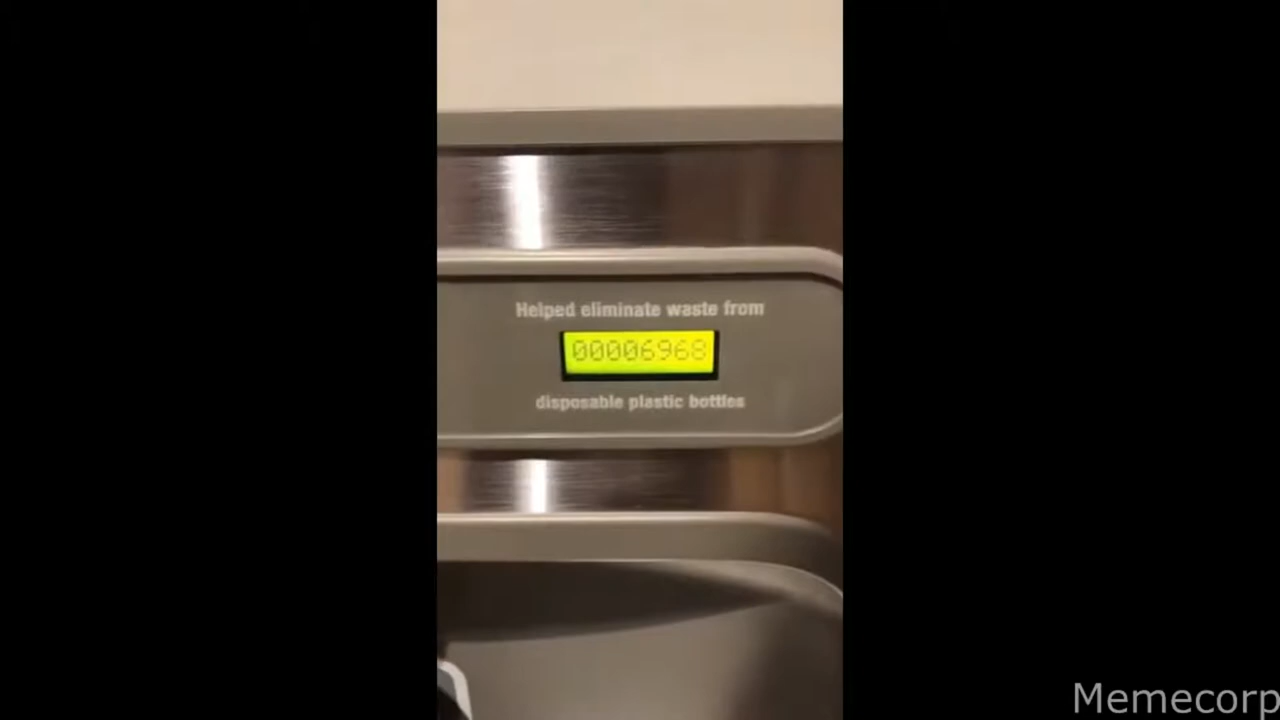 Helped eliminate waste from
00006968
disposable plastic bottles
Memecorp